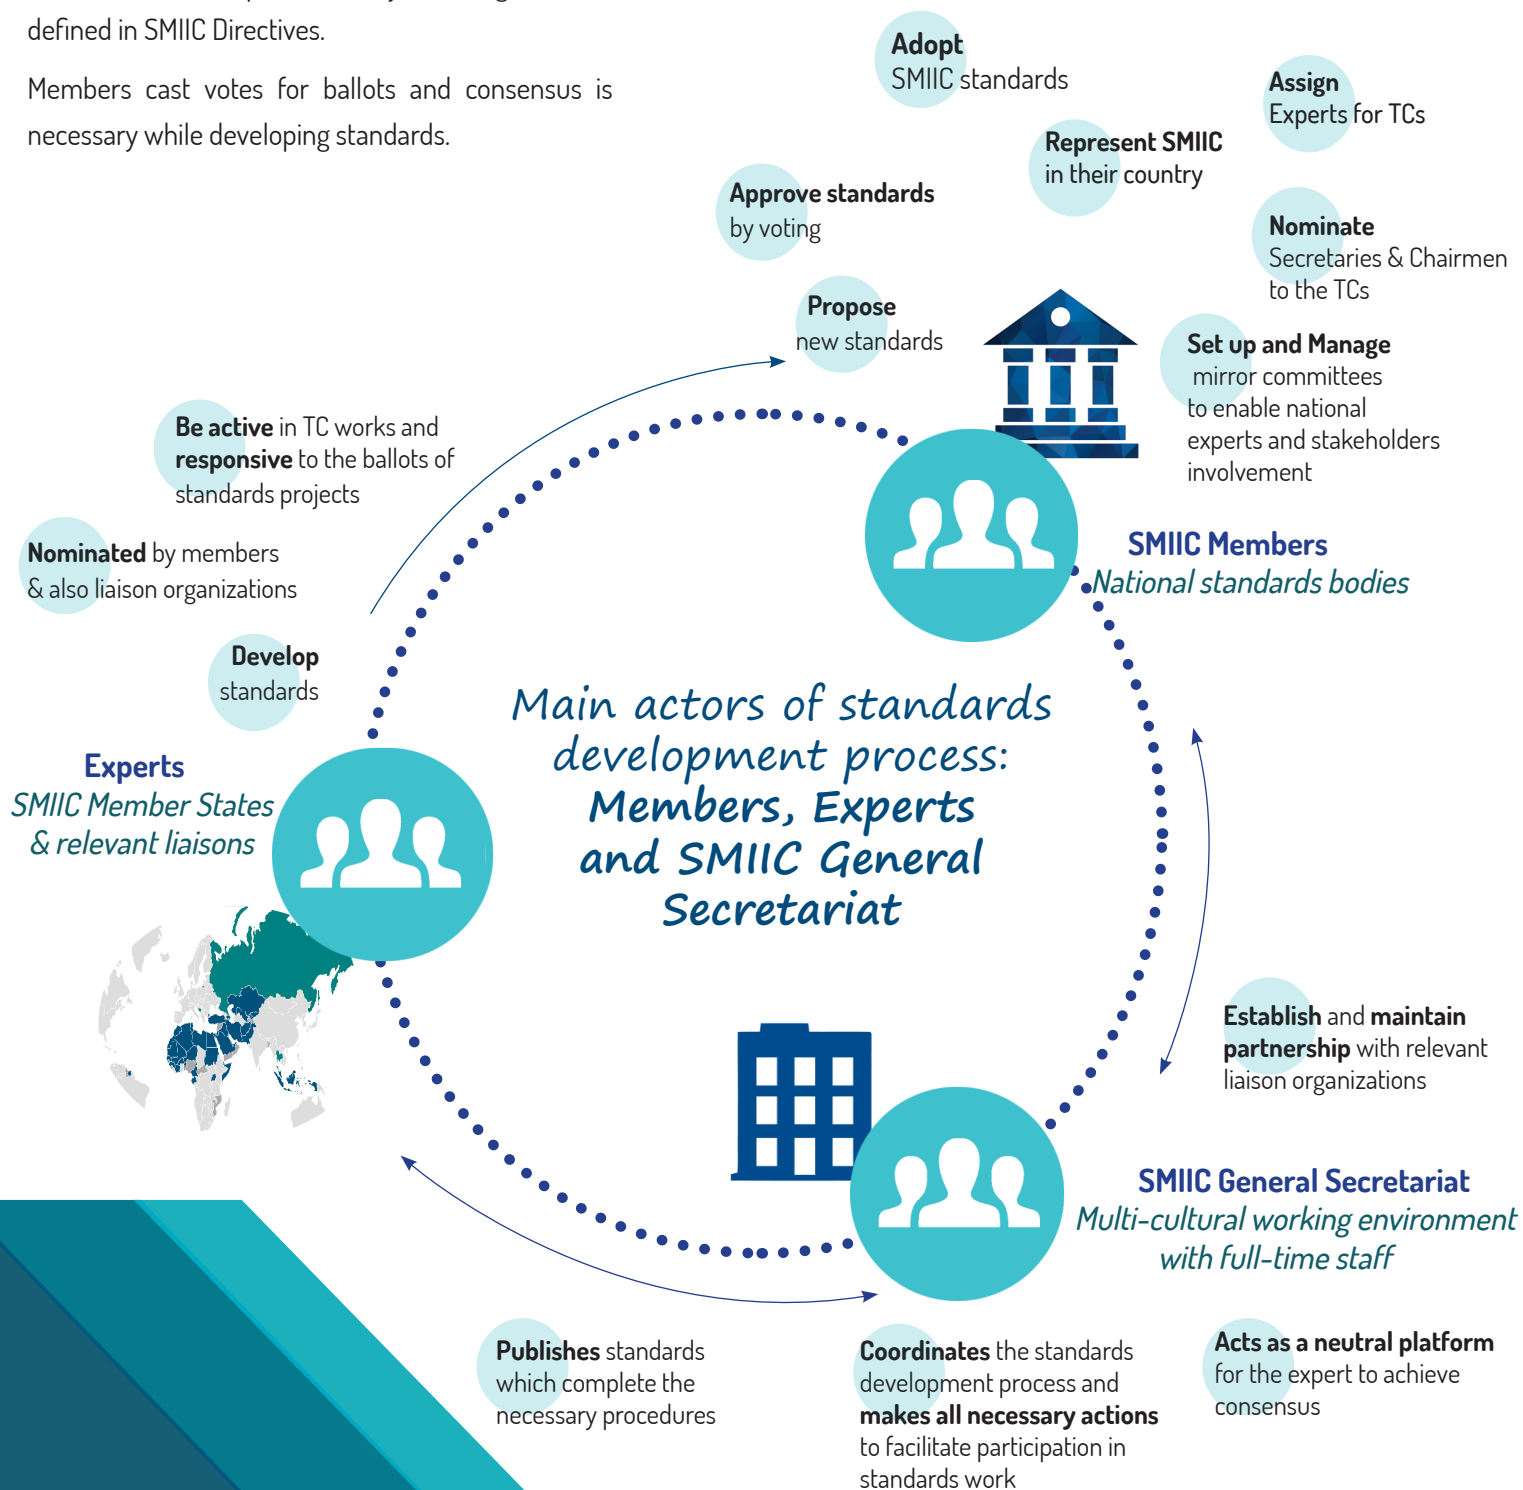 defined in SMIIC Directives.
Members cast votes for ballots and consensus is
necessary while developing standards.
Adopt
SMIIC standards
Assign
Experts for TCs
Represent SMIIC
in their country
Approve standards
by voting
Nominate
Secretaries & Chairmen
to the TCs
Propose
new standards
Set up and Manage
mirror committees
to enable national
experts and stakeholders
involvement
Be active in TC works and
responsive to the ballots of
standards projects
Nominated by members
& also liaison organizations
Develop
standards
SMIIC Members
National standards bodies
Main actors of standards
development process:
Members, Experts
and SMIIC General
Secretariat
Experts
SMIIC Member States
& relevant liaisons
Establish and maintain
partnership with relevant
liaison organizations
SMIIC General Secretariat
Multi-cultural working environment
with full-time staff
Publishes standards
which complete the
necessary procedures
Coordinates the standards
development process and
makes all necessary actions
to facilitate participation in
standards work
Acts as a neutral platform
for the expert to achieve
consensus